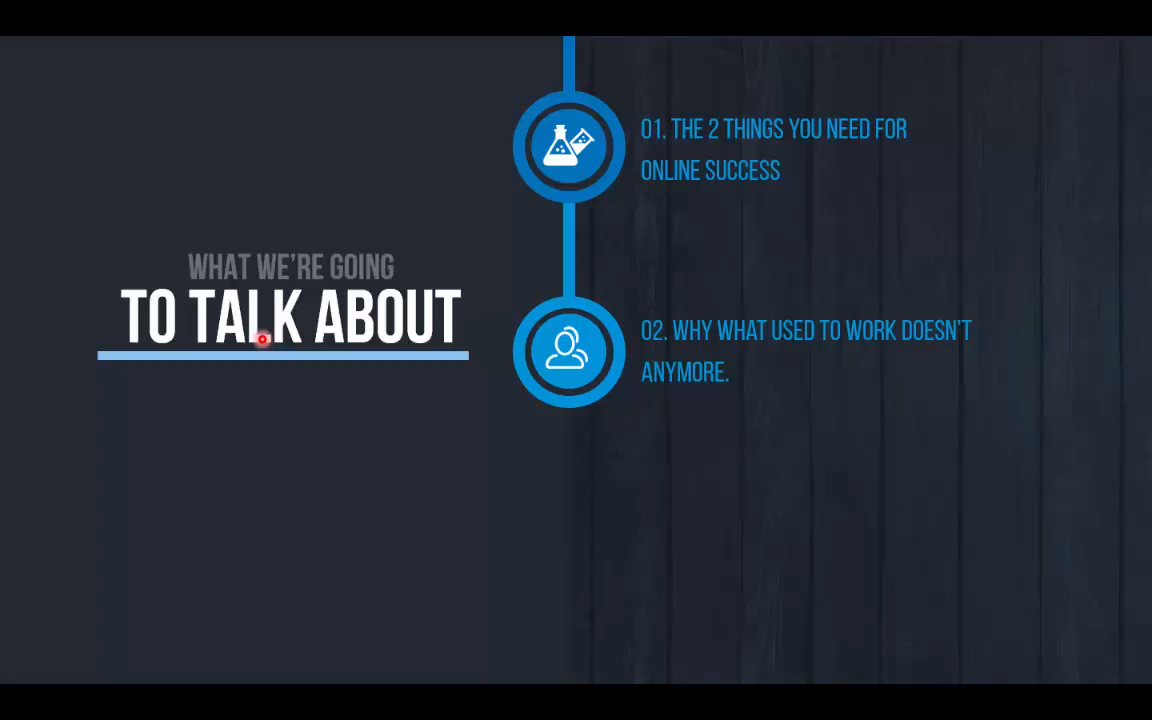 WHAT WE'RE GOING
TO TALK ABOUT
01. THE 2 THINGS YOU NEED FOR
ONLINE SUCCESS
02. WHY WHAT USED TO WORK DOESN'T
ANYMORE.